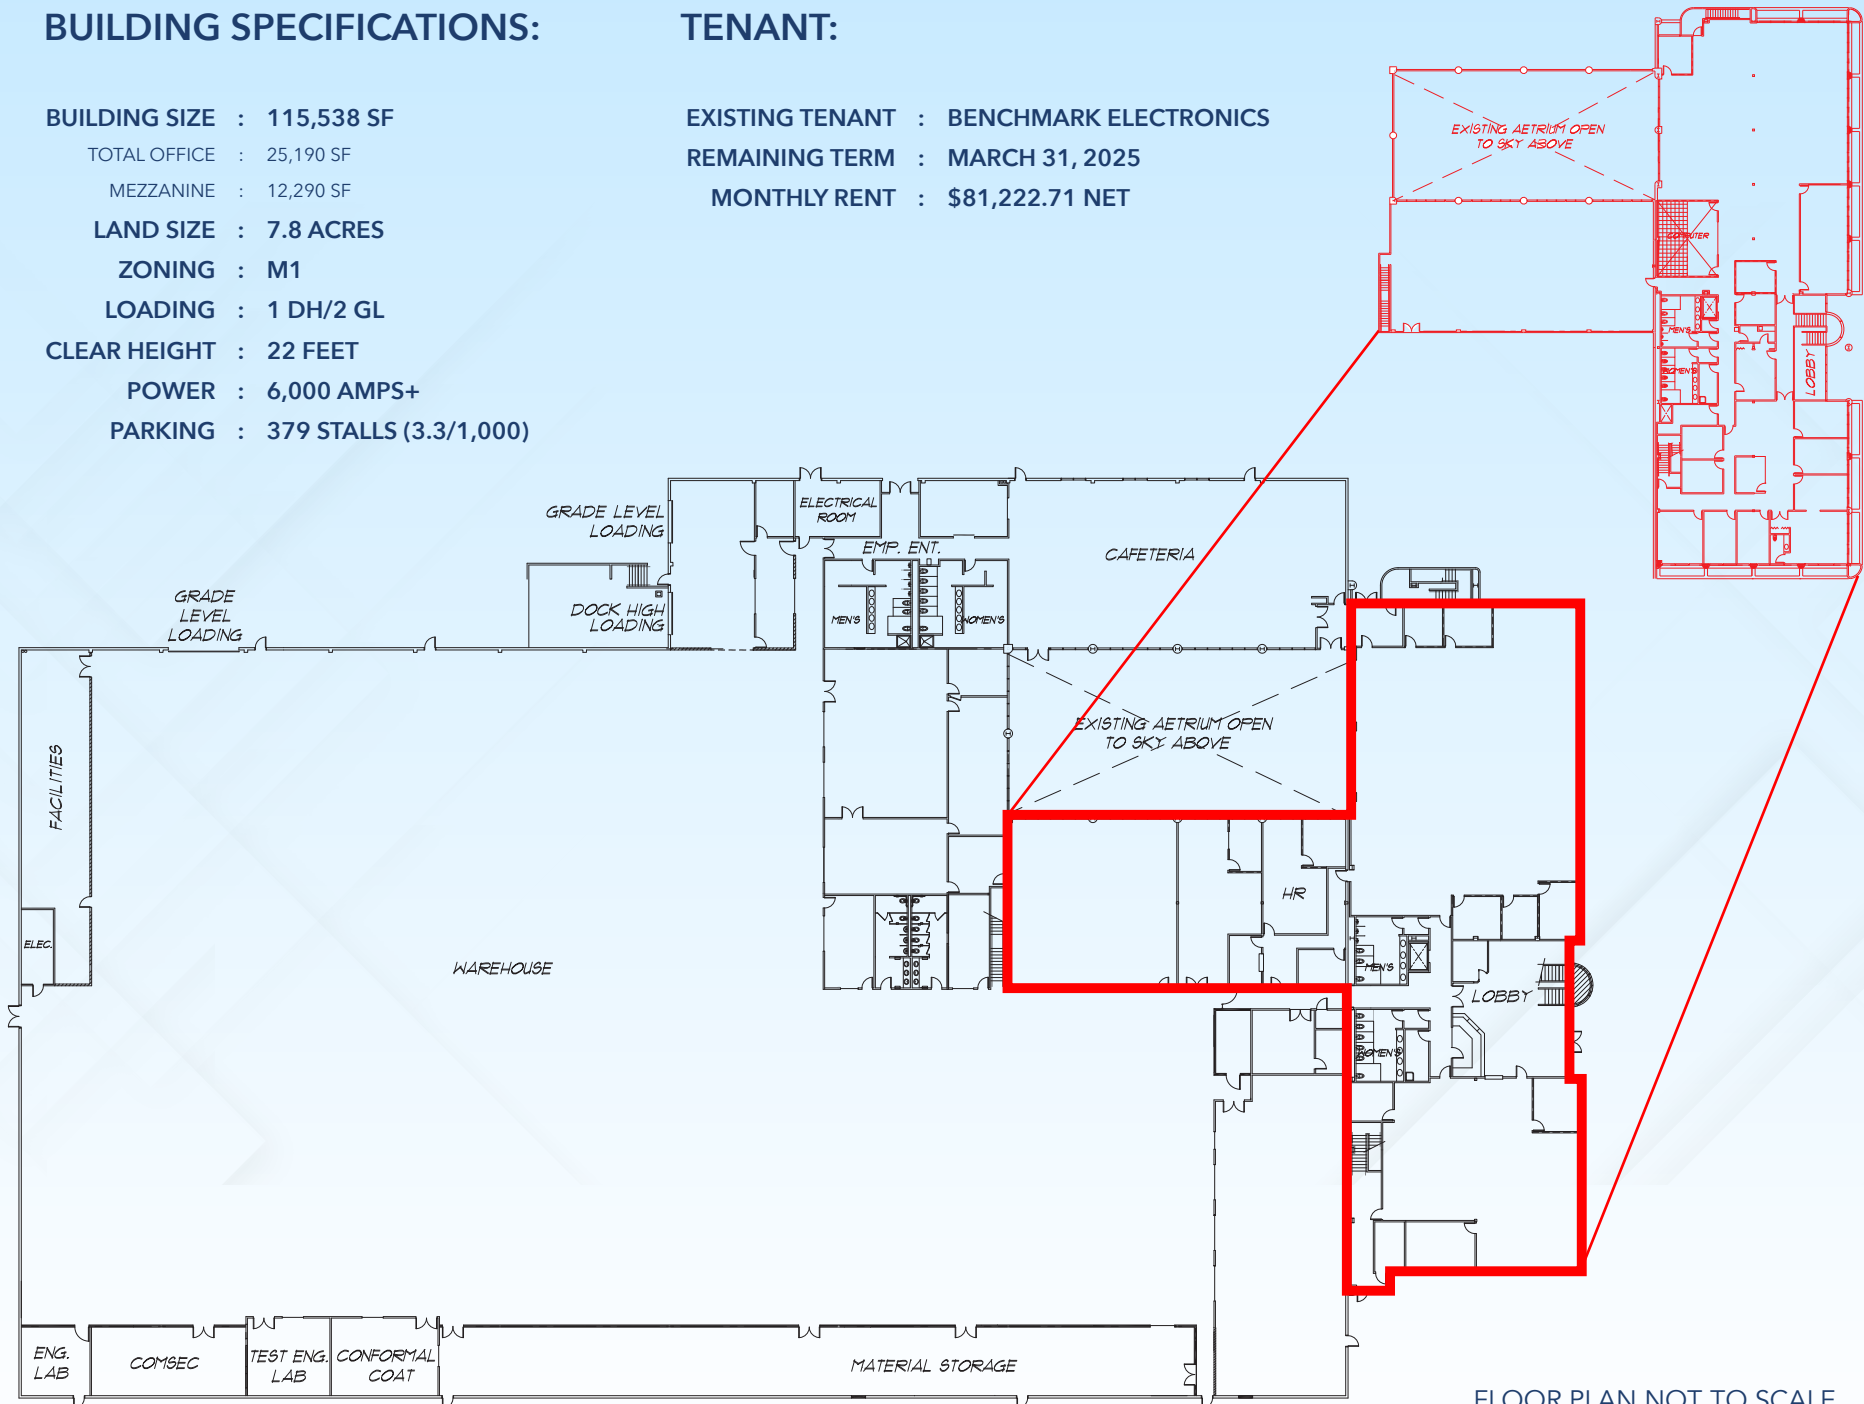 BUILDING SPECIFICATIONS:
BUILDING SIZE : 115,538 SF
TOTAL OFFICE : 25,190 SF
MEZZANINE : 12,290 SF
LAND SIZE : 7.8 ACRES
ZONING : M1
LOADING : 1 DH/2 GL
CLEAR HEIGHT : 22 FEET
POWER : 6,000 AMPS+
PARKING : 379 STALLS (3.3/1,000)
TENANT:
EXISTING TENANT : BENCHMARK ELECTRONICS
REMAINING TERM : MARCH 31, 2025
MONTHLY RENT : $81,222.71 NET
EXISTING AETRIUM OPEN
TO SKY ABOVE
COMPUTER
MEN'S
WOMEN'S
LOBBY
GRADE LEVEL
LOADING
ELECTRICAL
ROOM
EMP. ENT.
CAFETERIA
GRADE
LEVEL
LOADING
DOCK HIGH
LOADING
MEN'S
WOMEN'S
EXISTING AETRIUM OPEN
TO SKY ABOVE
FACILITIES
HR
ELEC.
WAREHOUSE
MEN'S
LOBBY
WOMEN'S
ENG.
LAB
COMSEC
TEST ENG.
LAB
CONFORMAL
COAT
MATERIAL STORAGE
FLOOR PLAN NOT TO SCALE